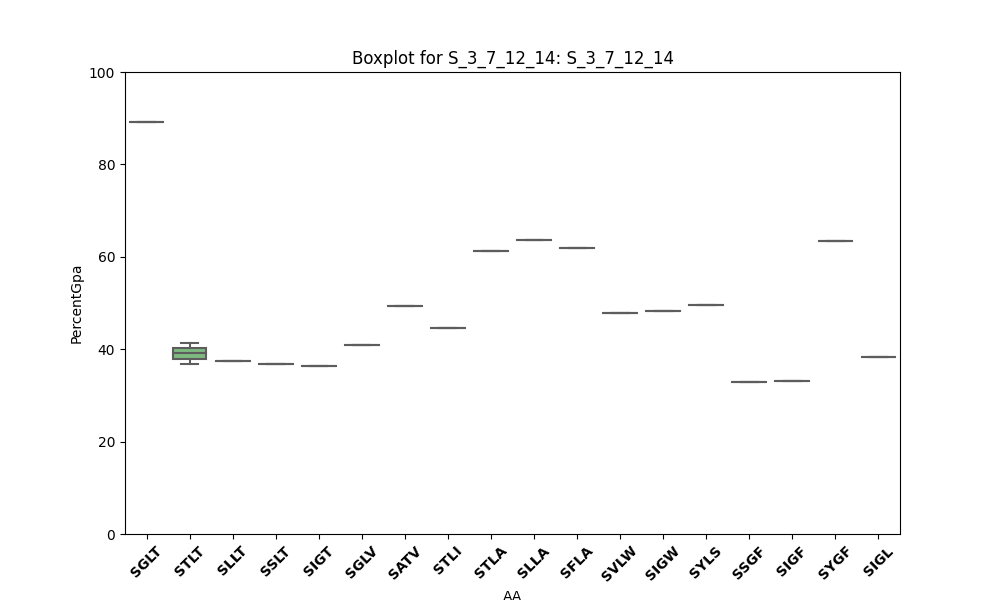 Boxplot for S_3_7_12_14: S_3_7_12_14
100
80
60
40
20
0
PercentGpa
SGLT STLT SLLT SSLT SIGT SGLV SATV STLI STLA SLLA SFLA SVLW SIGW SYLS SSGF SIGF SYGF SIGL
AA